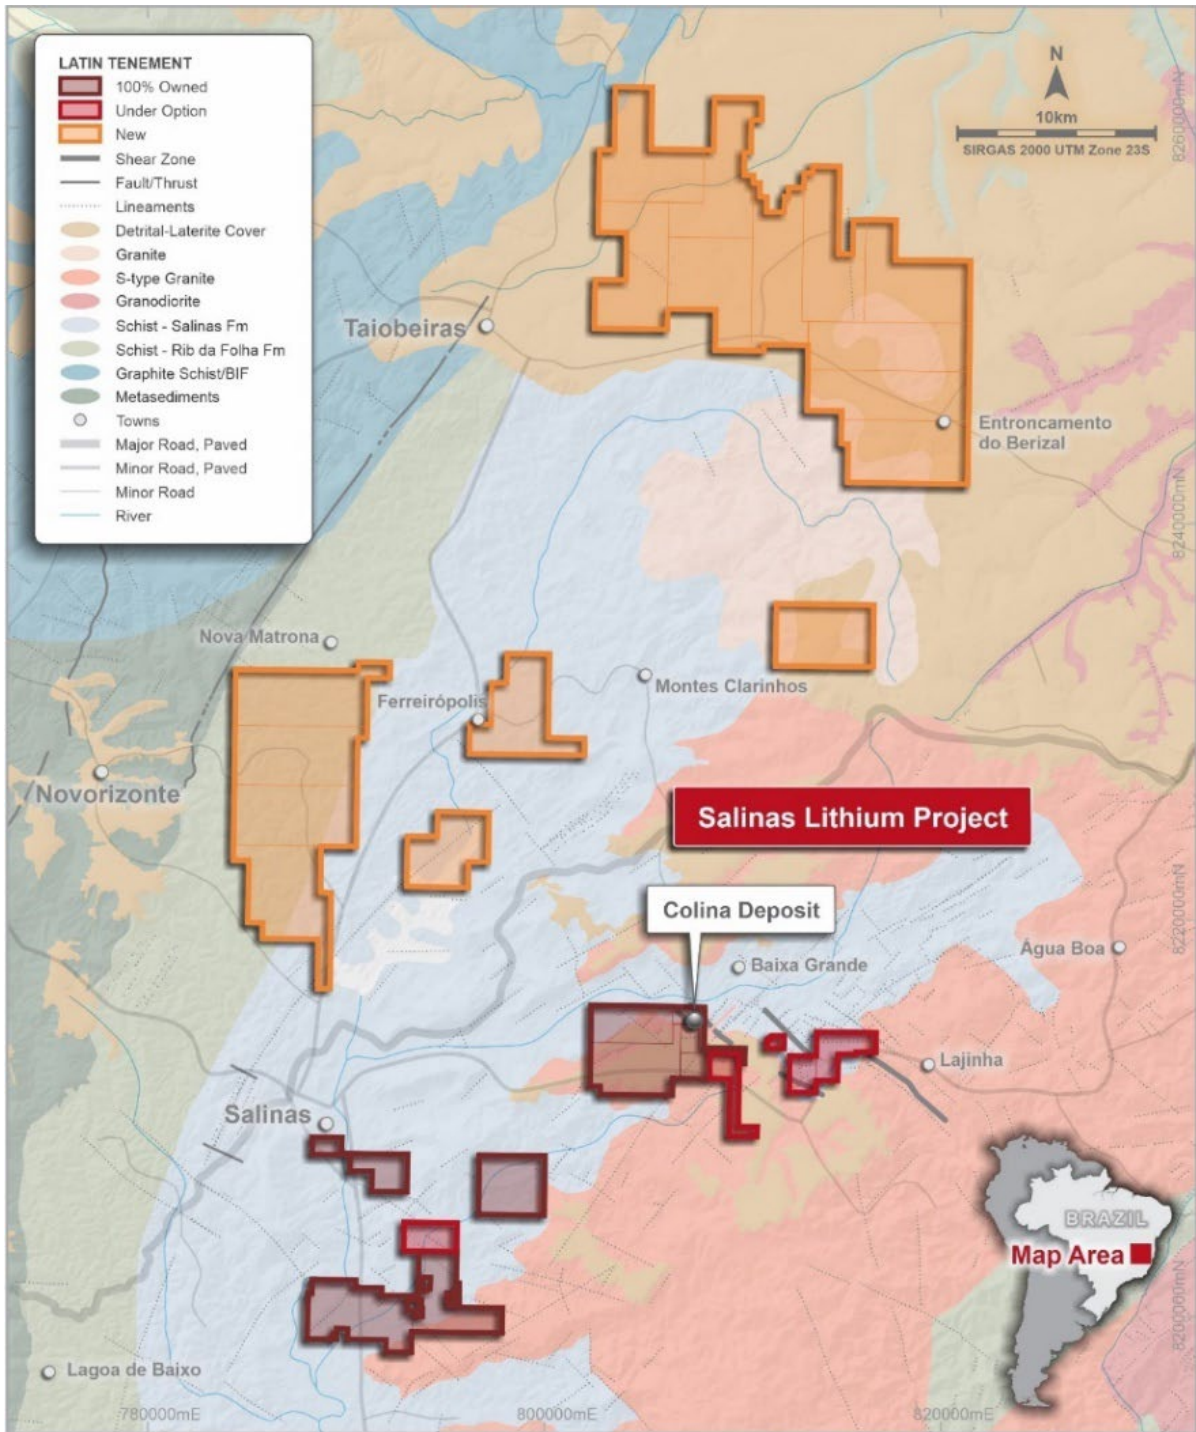 LATIN TENEMENT
100% Owned
Under Option
New
Shear Zone
Fault/Thrust
Lineaments
Detrital-Laterite Cover
Granite
S-type Granite
Granodiorite
Schist - Salinas Fm
Schist - Rib da Folha Fm
Graphite Schist/BIF
Metasediments
Towns
Major Road, Paved
Minor Road, Paved
Minor Road
River
N
10km
SIRGAS 2000 UTM Zone 23S
8260000mN
Taiobeiras
Entroncamento
do Berizal
8240000mN
Nova Matrona
Ferreirópolis
Montes Clarinhos
Novorizonte
Salinas Lithium Project
Colina Deposit
8220000mN
Água Boa
Baixa Grande
Lajinha
Salinas
BRAZIL
Map Area
8200000mN
Lagoa de Baixo
780000mE
800000mE
820000mE